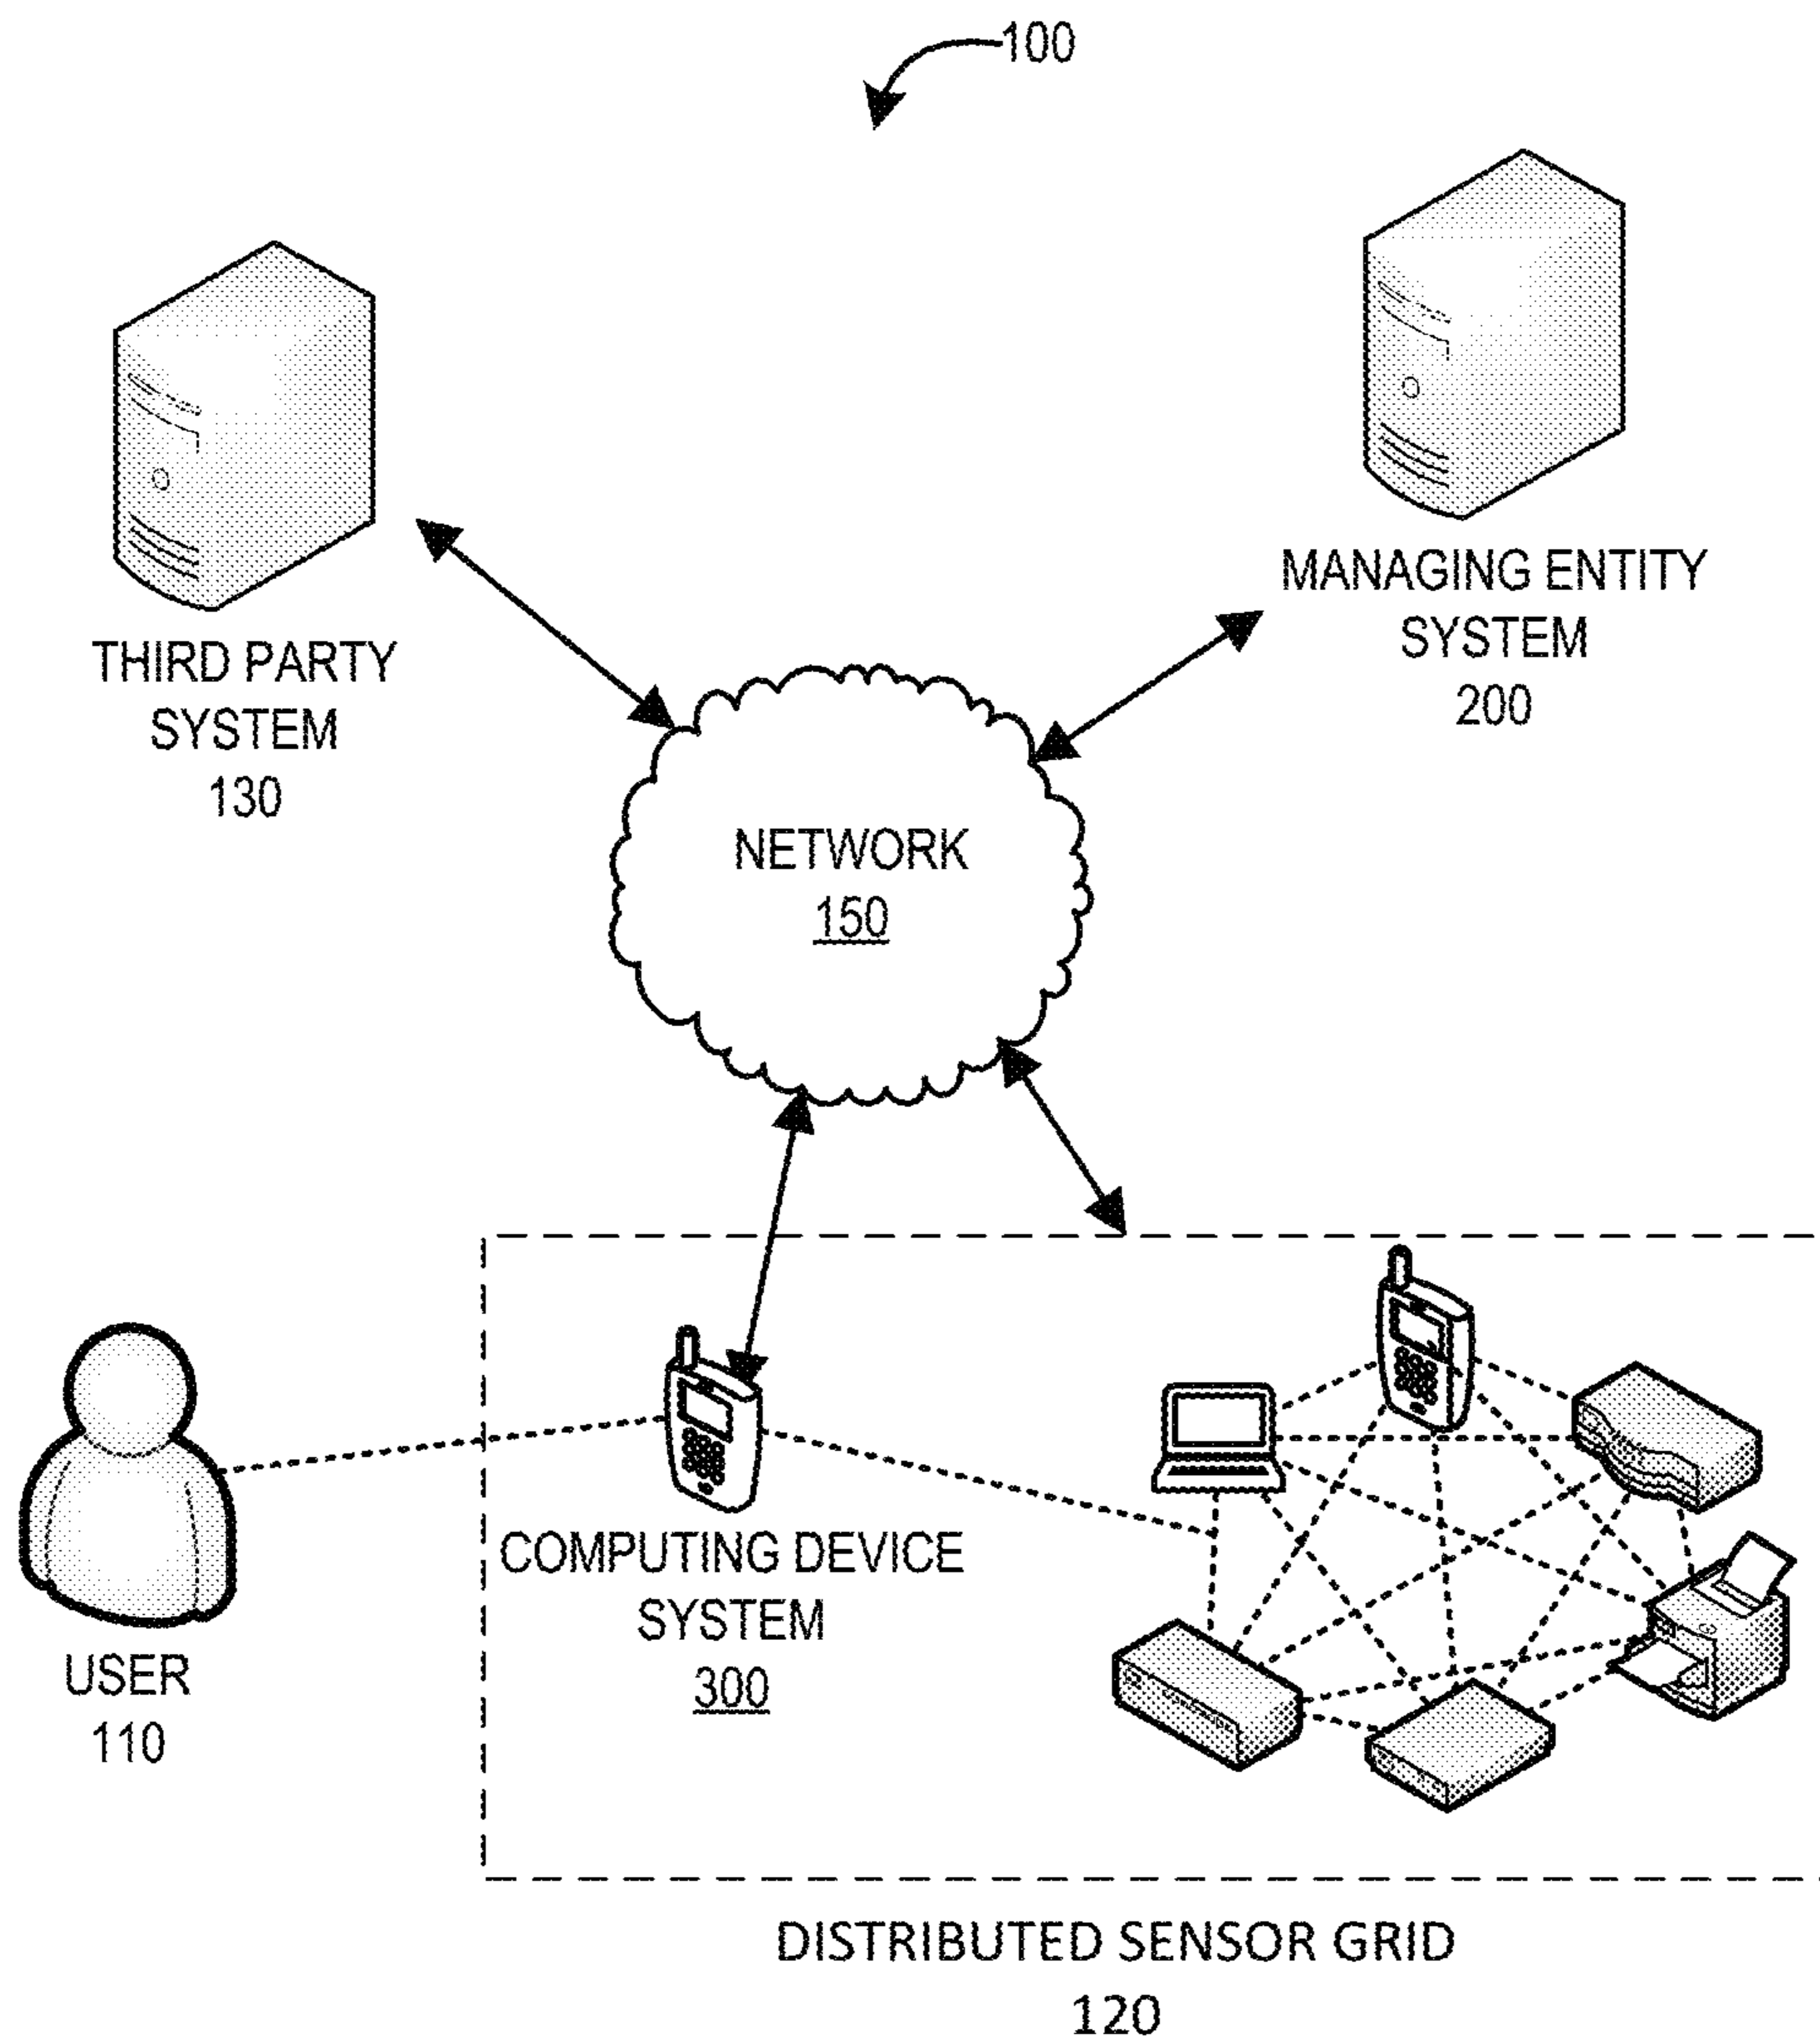 100
THIRD PARTY
SYSTEM
130
MANAGING ENTITY
SYSTEM
200
NETWORK
150
USER
110
COMPUTING DEVICE
SYSTEM
300
DISTRIBUTED SENSOR GRID
120